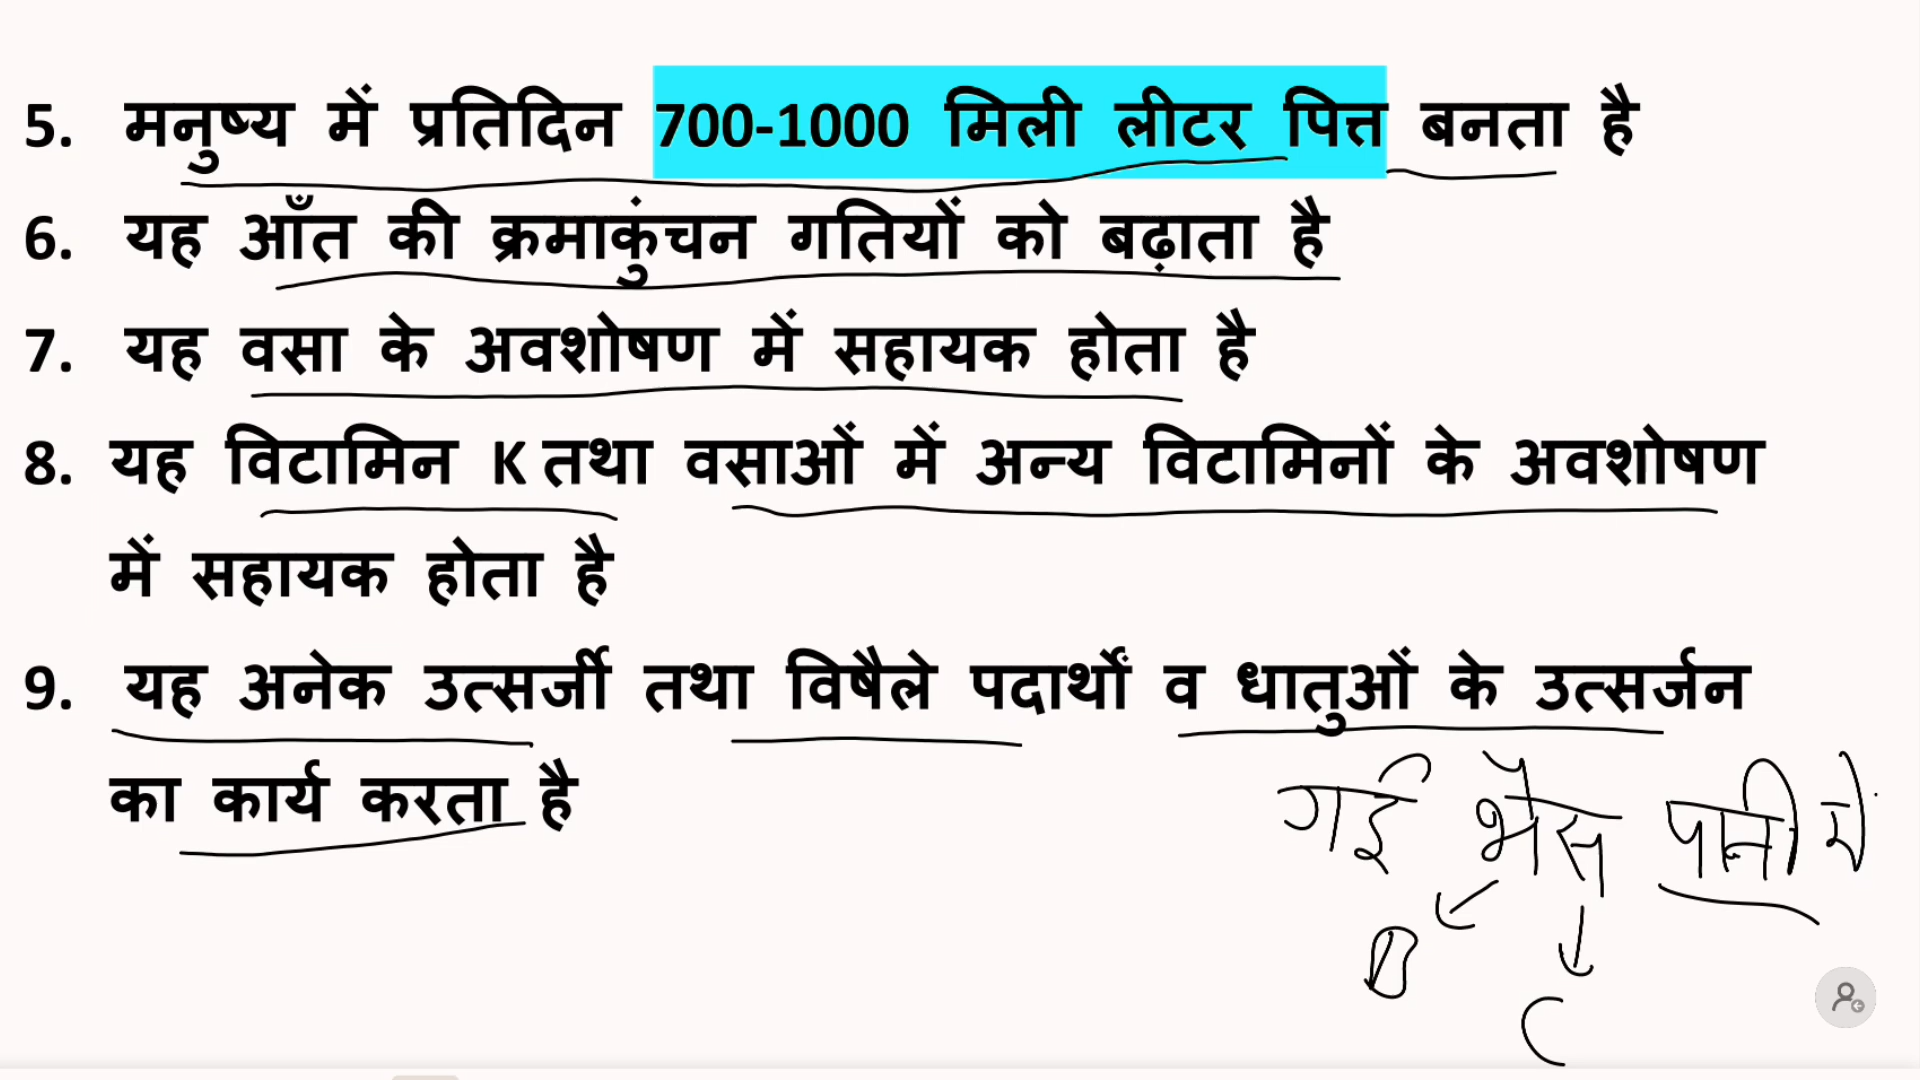 5. मनुष्य में प्रतिदिन 700-1000 मिली लीटर पित्त बनता है
6. यह आँत की क्रमाकुंचन गतियों को बढ़ाता है
7. यह वसा के अवशोषण में सहायक होता है
8. यह विटामिन K तथा वसाओं में अन्य विटामिनों के अवशोषण
में सहायक होता है
9. यह अनेक उत्सर्जी तथा विषैले पदार्थों व धातुओं के उत्सर्जन
का कार्य करता है
गई भैस पानी में
B
C